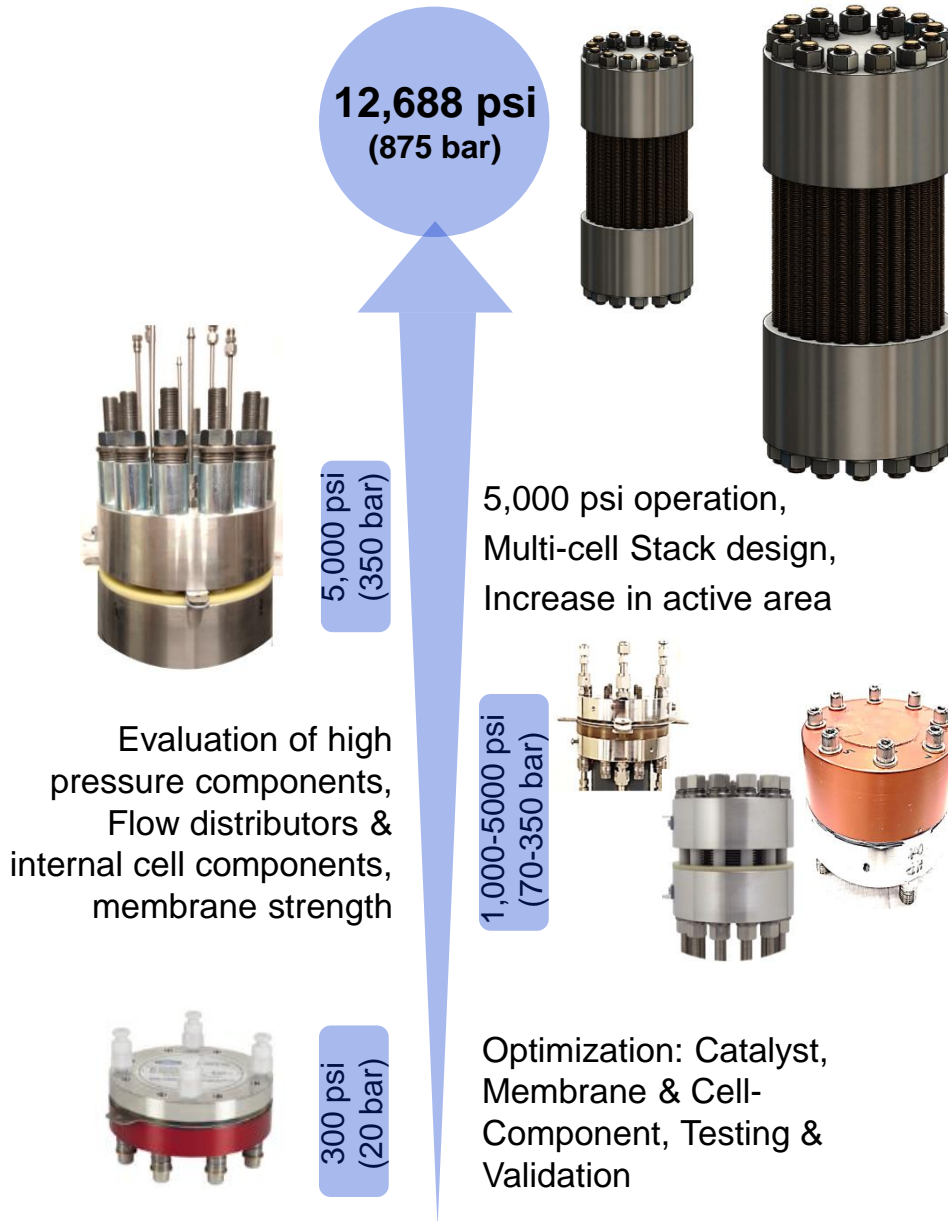 12,688 psi
(875 bar)
5,000 psi
(350 bar)
5,000 psi operation,
Multi-cell Stack design,
Increase in active area
1,000-5000 psi
(70-350 bar)
Evaluation of high
pressure components,
Flow distributors &
internal cell components,
membrane strength
300 psi
(20 bar)
Optimization: Catalyst,
Membrane & Cell-
Component, Testing &
Validation